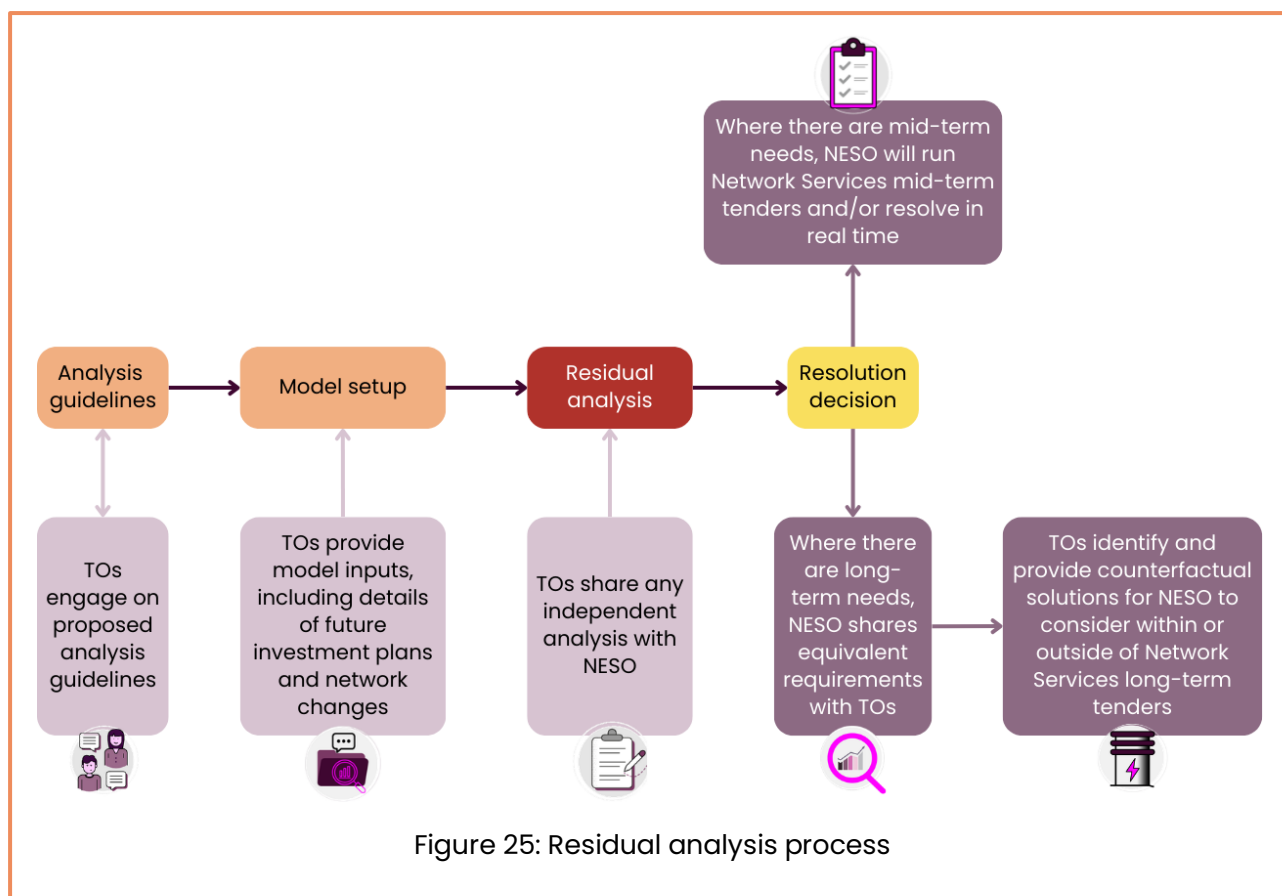 Where there are mid-term
needs, NESO will run
Network Services mid-term
tenders and/or resolve in
real time
Analysis
guidelines
Model setup
Residual
analysis
Resolution
decision
TOs
engage on
proposed
analysis
guidelines
TOs provide
model inputs,
including details
of future
investment plans
and network
changes
TOs share any
independent
analysis with
NESO
Where there
are long-
term needs,
NESO shares
equivalent
requirements
with TOs
TOs identify and
provide counterfactual
solutions for NESO to
consider within or
outside of Network
Services long-term
tenders
Figure 25: Residual analysis process